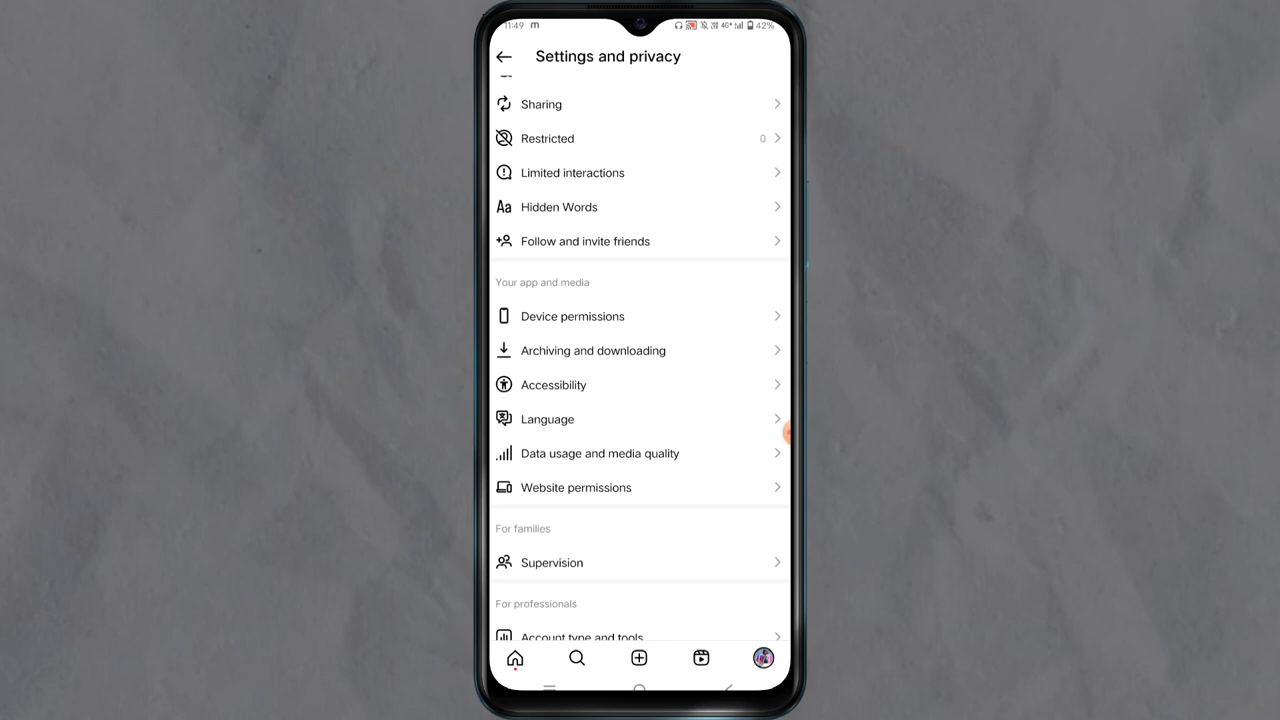 11:49 m 4G+ 42%
Settings and privacy
Sharing
Restricted 0
Limited interactions
Aa Hidden Words
Follow and invite friends
Your app and media
Device permissions
Archiving and downloading
Accessibility
Language
Data usage and media quality
Website permissions
For families
Supervision
For professionals
Account type and tools